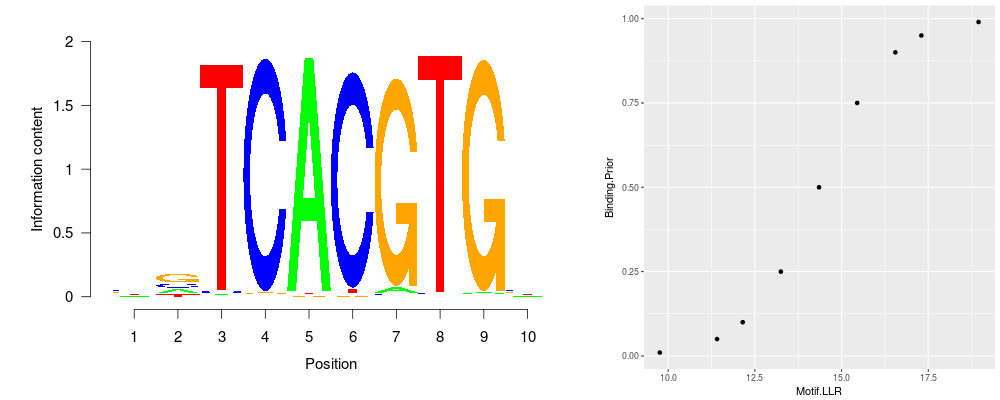 2
1.5
1
0.5
0
Information content
G
TCACGTG
1 2 3 4 5 6 7 8 9 10
Position
1.00
0.75
0.50
0.25
0.00
Binding.Prior
10.0 12.5 15.0 17.5
Motif.LLR